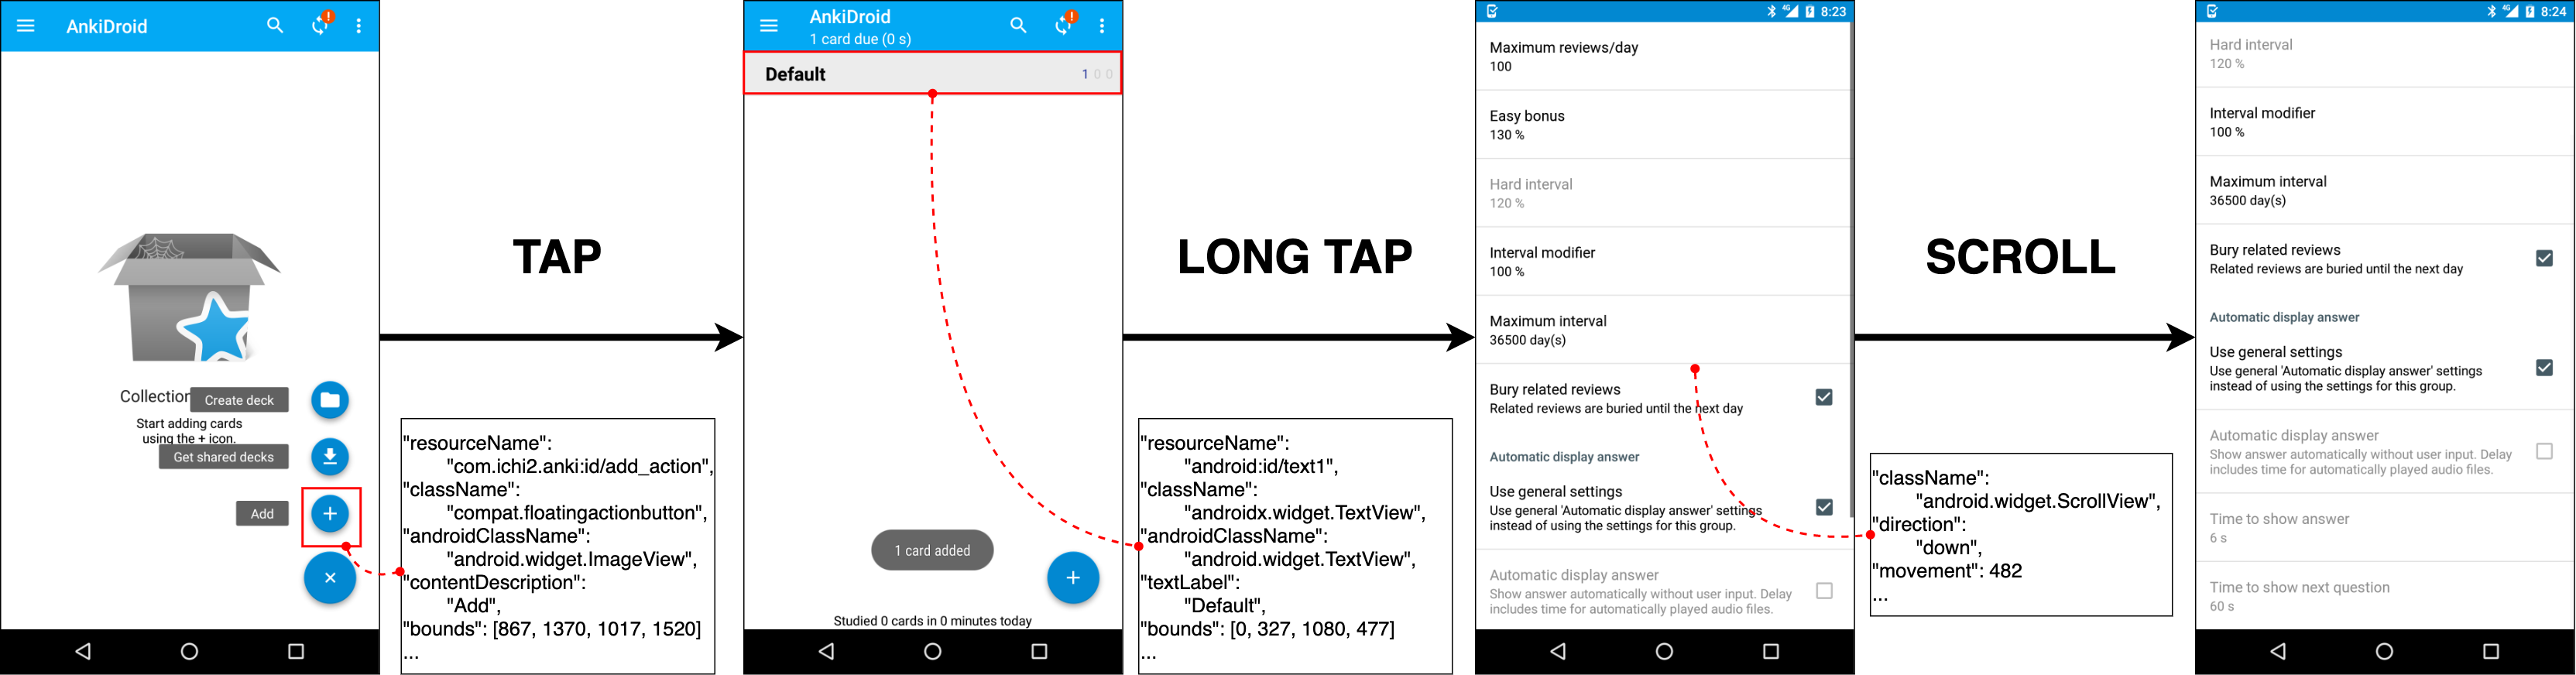 AnkiDroid
!
Collection
Create deck
Start adding cards
using the + icon.
Get shared decks
Add
TAP
"resourceName":
"com.ichi2.anki:id/add_action",
"className":
"compat.floatingactionbutton",
"androidClassName":
"android.widget.ImageView",
"contentDescription":
"Add",
"bounds": [867, 1370, 1017, 1520]
...
AnkiDroid
1 card due (0 s)
!
Default
1 0 0
1 card added
Studied 0 cards in 0 minutes today
LONG TAP
"resourceName":
"android:id/text1",
"className":
"androidx.widget.TextView",
"androidClassName":
"android.widget.TextView",
"textLabel":
"Default",
"bounds": [0, 327, 1080, 477]
...
4G 8:23
Maximum reviews/day
100
Easy bonus
130 %
Hard interval
120 %
Interval modifier
100 %
Maximum interval
36500 day(s)
Bury related reviews
Related reviews are buried until the next day
Automatic display answer
Use general settings
Use general 'Automatic display answer' settings
instead of using the settings for this group.
Automatic display answer
Show answer automatically without user input. Delay
includes time for automatically played audio files.
SCROLL
"className":
"android.widget.ScrollView",
"direction":
"down",
"movement": 482
...
4G 8:24
Hard interval
120 %
Interval modifier
100 %
Maximum interval
36500 day(s)
Bury related reviews
Related reviews are buried until the next day
Automatic display answer
Use general settings
Use general 'Automatic display answer' settings
instead of using the settings for this group.
Automatic display answer
Show answer automatically without user input. Delay
includes time for automatically played audio files.
Time to show answer
6 s
Time to show next question
60 s